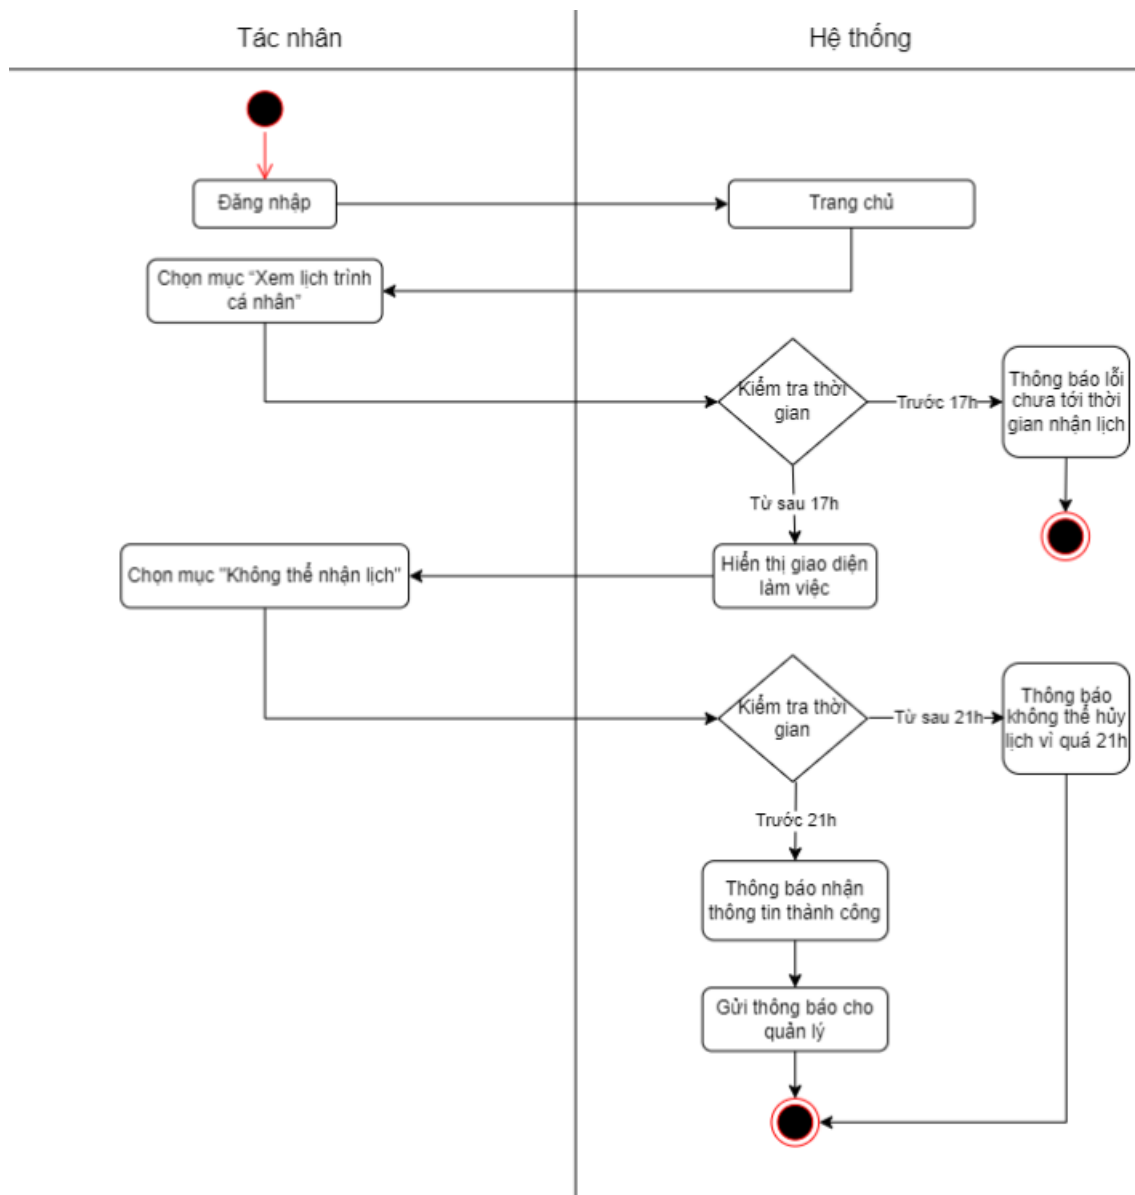 Tác nhân
Hệ thống
Đăng nhập
Trang chủ
Chọn mục “Xem lịch trình
cá nhân”
Kiểm tra thời
gian
Trước 17h
Thông báo lỗi
chưa tới thời
gian nhận lịch
Từ sau 17h
Hiển thị giao diện
làm việc
Chọn mục "Không thể nhận lịch"
Kiểm tra thời
gian
Từ sau 21h
Thông báo
không thể hủy
lịch vì quá 21h
Trước 21h
Thông báo nhận
thông tin thành công
Gửi thông báo cho
quản lý